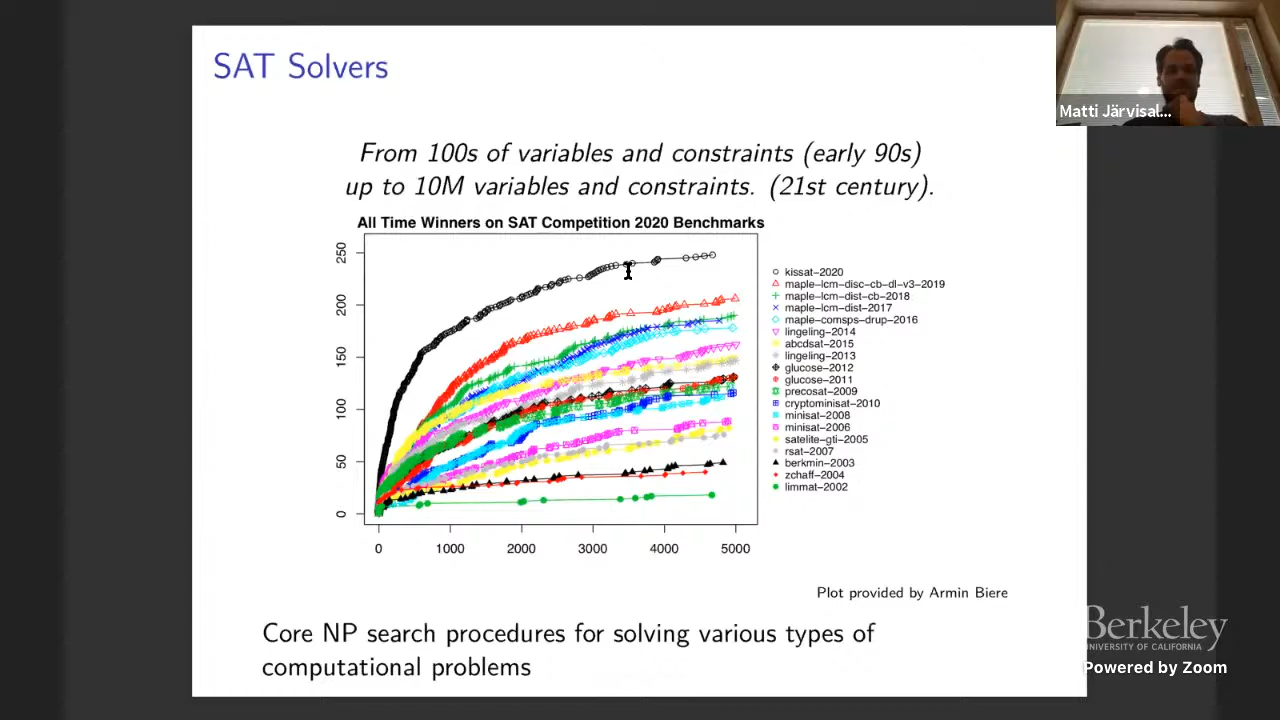 SAT Solvers
Matti Järvisal...
From 100s of variables and constraints (early 90s)
up to 10M variables and constraints. (21st century).
All Time Winners on SAT Competition 2020 Benchmarks
250
200
150
100
50
0
0 1000 2000 3000 4000 5000
kissat-2020
maple-lcm-disc-cb-dl-v3-2019
maple-lcm-dist-cb-2018
maple-lcm-dist-2017
maple-comsps-drup-2016
lingeling-2014
abcdsat-2015
lingeling-2013
glucose-2012
glucose-2011
precosat-2009
cryptominisat-2010
minisat-2008
minisat-2006
satelite-gti-2005
rsat-2007
berkmin-2003
zchaff-2004
limmat-2002
Plot provided by Armin Biere
Core NP search procedures for solving various types of
computational problems
Berkeley
UNIVERSITY OF CALIFORNIA
Powered by Zoom